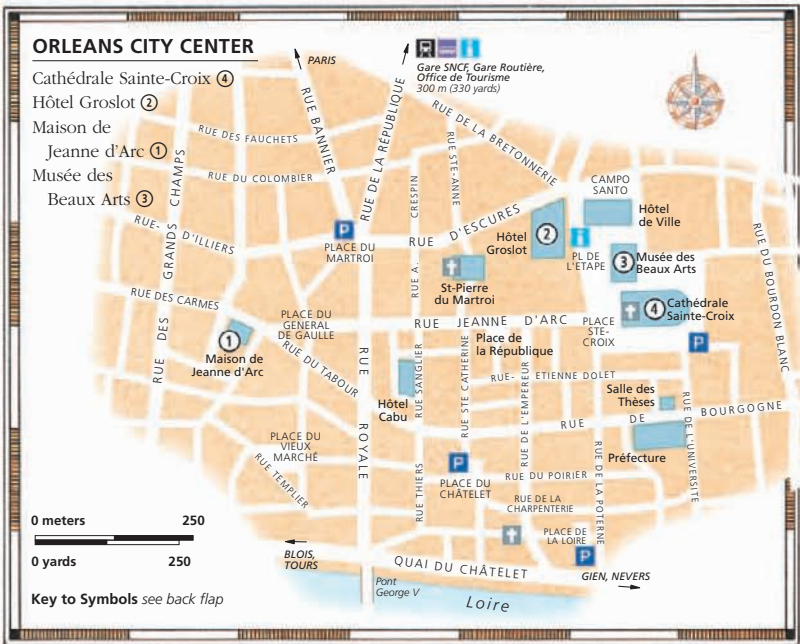 ORLEANS CITY CENTER
Cathédrale Sainte-Croix ④
Hôtel Groslot ②
Maison de
Jeanne d'Arc ①
Musée des
Beaux Arts ③
PARIS
Gare SNCF, Gare Routière,
Office de Tourisme
300 m (330 yards)
RUE BANNIER
RUE DE LA RÉPUBLIQUE
RUE DE LA BRETONNERIE
RUE STE-ANNE
RUE DES FAUCHETS
RUE DU COLOMBIER
RUE DES GRANDS CHAMPS
RUE- D'ILLIERS
RUE A. CRESPIN
CAMPO
SANTO
Hôtel
de Ville
P
PLACE DU
MARTROI
RUE D'ESCURES
Hôtel
Groslot
②
PL DE
L'ETAPE
③
Musée des
Beaux Arts
RUE DU BOURDON BLANC
St-Pierre
du Martroi
RUE DES CARMES
①
Maison de
Jeanne d'Arc
PLACE DU
GENERAL
DE GAULLE
RUE JEANNE D'ARC
PLACE
STE-
CROIX
④
Cathédrale
Sainte-Croix
P
Place de
la République
RUE DU TABOUR
RUE ROYALE
Hôtel
Cabu
RUE SANGLIER
RUE STE CATHERINE
RUE- ETIENNE DOLET
RUE DE L'EMPEREUR
Salle des
Thèses
RUE DE BOURGOGNE
Préfecture
RUE DE L'UNIVERSITE
PLACE DU
VIEUX
MARCHÉ
RUE TEMPLIER
RUE THIERS
P
PLACE DU
CHÂTELET
RUE DU POIRIER
RUE DE LA
CHARPENTERIE
RUE DE LA POTERNE
PLACE DE
LA LOIRE
P
0 meters 250
0 yards 250
BLOIS,
TOURS
QUAI DU CHÂTELET
GIEN, NEVERS
Pont
George V
Loire
Key to Symbols see back flap